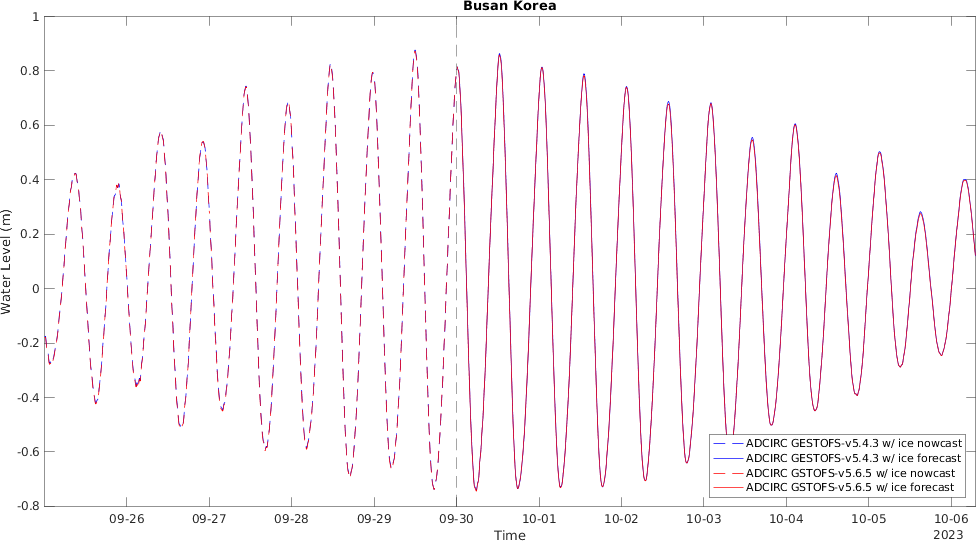 Busan Korea
Water Level (m)
1
0.8
0.6
0.4
0.2
0
-0.2
-0.4
-0.6
-0.8
ADCIRC GESTOFS-v5.4.3 w/ ice nowcast
ADCIRC GESTOFS-v5.4.3 w/ ice forecast
ADCIRC GSTOFS-v5.6.5 w/ ice nowcast
ADCIRC GSTOFS-v5.6.5 w/ ice forecast
09-26 09-27 09-28 09-29 09-30 10-01 10-02 10-03 10-04 10-05 10-06
2023
Time